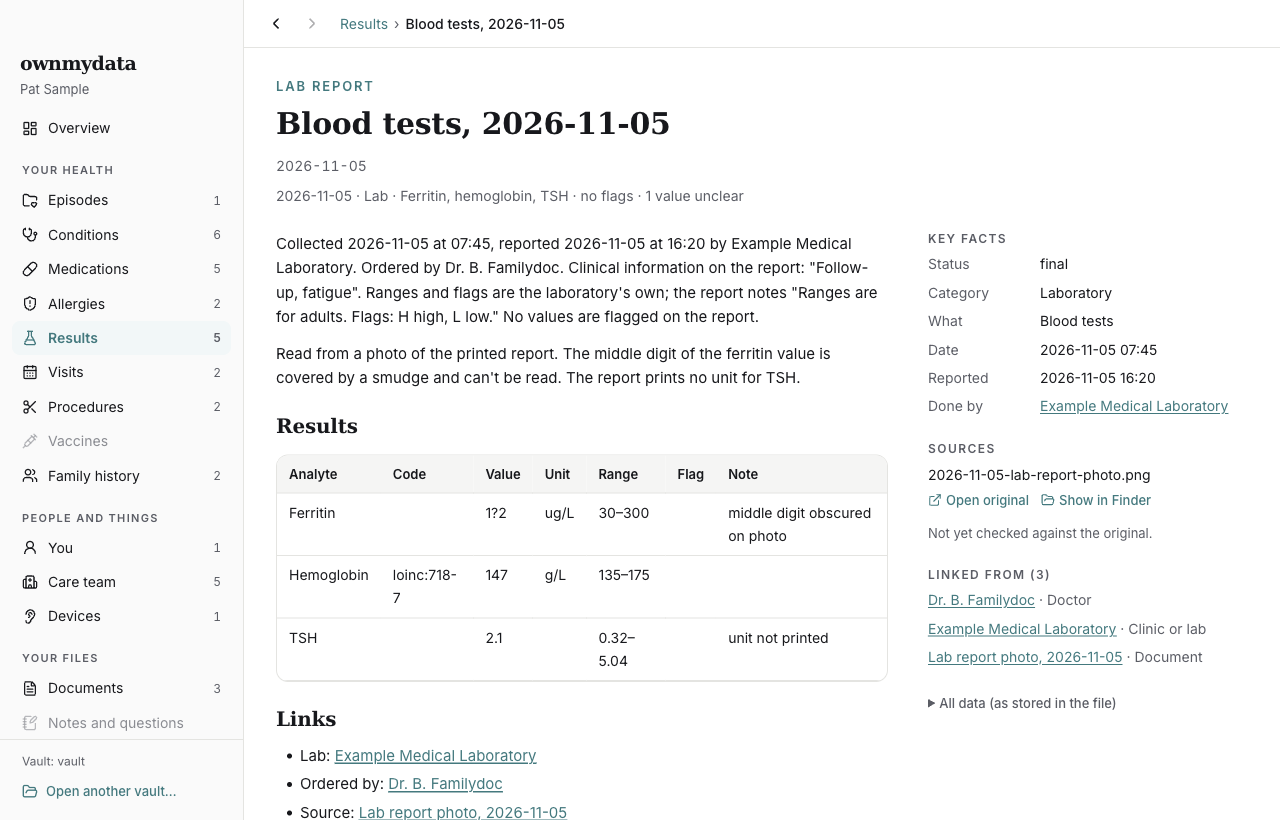 ownmydata
Pat Sample
Overview
YOUR HEALTH
Episodes 1
Conditions 6
Medications 5
Allergies 2
Results 5
Visits 2
Procedures 2
Vaccines
Family history 2
PEOPLE AND THINGS
You 1
Care team 5
Devices 1
YOUR FILES
Documents 3
Notes and questions
Vault: vault
Open another vault...
Results › Blood tests, 2026-11-05
LAB REPORT
Blood tests, 2026-11-05
2026-11-05
2026-11-05 · Lab · Ferritin, hemoglobin, TSH · no flags · 1 value unclear
Collected 2026-11-05 at 07:45, reported 2026-11-05 at 16:20 by Example Medical
Laboratory. Ordered by Dr. B. Familydoc. Clinical information on the report: "Follow-
up, fatigue". Ranges and flags are the laboratory's own; the report notes "Ranges are
for adults. Flags: H high, L low." No values are flagged on the report.
Read from a photo of the printed report. The middle digit of the ferritin value is
covered by a smudge and can't be read. The report prints no unit for TSH.
Results
Analyte Code Value Unit Range Flag Note
Ferritin 1?2 ug/L 30–300 middle digit obscured
on photo
Hemoglobin loinc:718- 147 g/L 135–175
7
TSH 2.1 0.32– unit not printed
5.04
Links
• Lab: Example Medical Laboratory
• Ordered by: Dr. B. Familydoc
• Source: Lab report photo, 2026-11-05
KEY FACTS
Status final
Category Laboratory
What Blood tests
Date 2026-11-05 07:45
Reported 2026-11-05 16:20
Done by Example Medical Laboratory
SOURCES
2026-11-05-lab-report-photo.png
Open original Show in Finder
Not yet checked against the original.
LINKED FROM (3)
Dr. B. Familydoc · Doctor
Example Medical Laboratory · Clinic or lab
Lab report photo, 2026-11-05 · Document
▶ All data (as stored in the file)